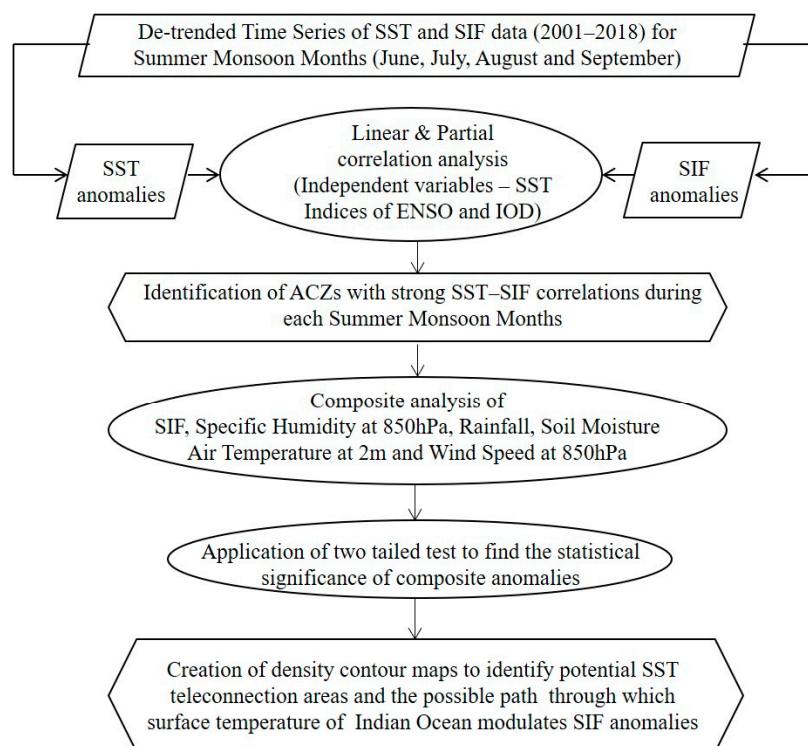 De-trended Time Series of SST and SIF data (2001–2018) for
Summer Monsoon Months (June, July, August and September)
SST
anomalies
Linear & Partial
correlation analysis
(Independent variables – SST
Indices of ENSO and IOD)
SIF
anomalies
Identification of ACZs with strong SST–SIF correlations during
each Summer Monsoon Months
Composite analysis of
SIF, Specific Humidity at 850hPa, Rainfall, Soil Moisture
Air Temperature at 2m and Wind Speed at 850hPa
Application of two tailed test to find the statistical
significance of composite anomalies
Creation of density contour maps to identify potential SST
teleconnection areas and the possible path through which
surface temperature of Indian Ocean modulates SIF anomalies